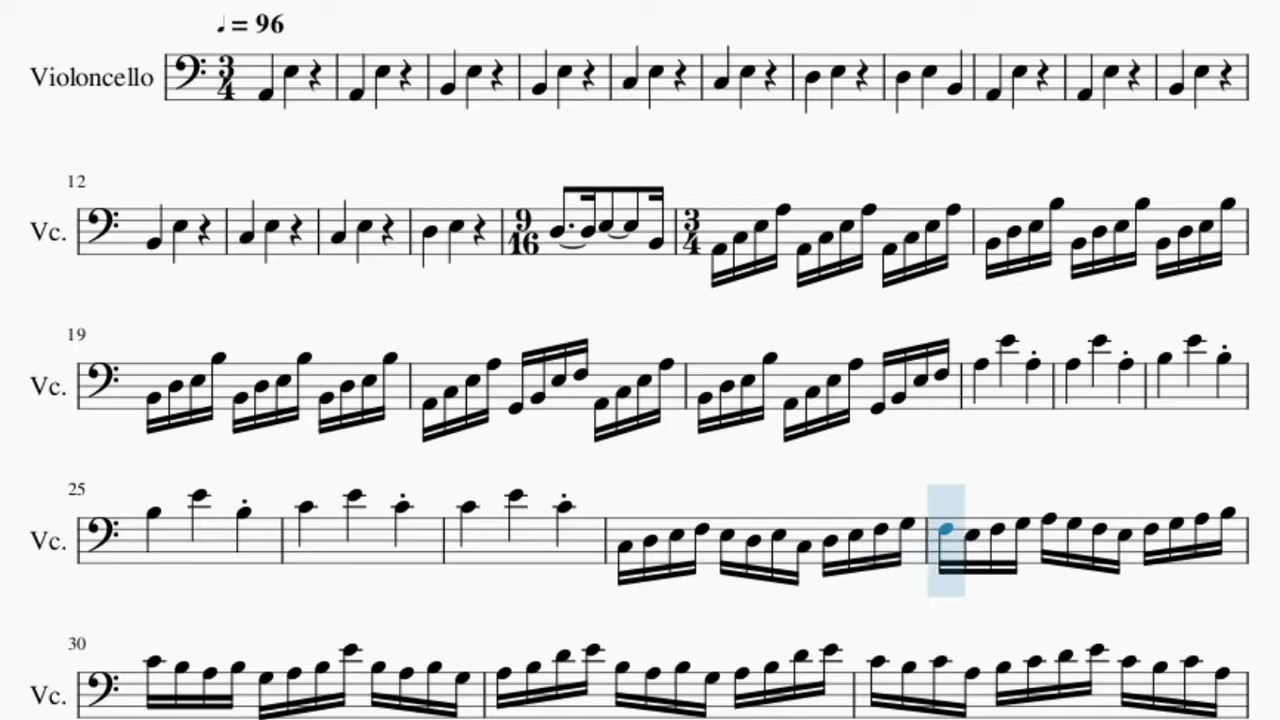 ♩ = 96
Violoncello 3 4
12
Vc. 9 16 3 4
19
Vc.
25
Vc.
30
Vc.